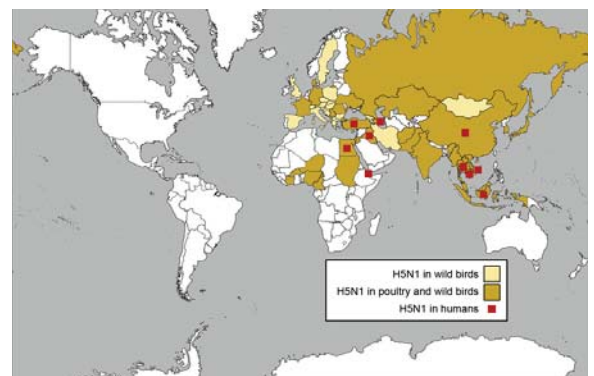 H5N1 in wild birds
H5N1 in poultry and wild birds
H5N1 in humans